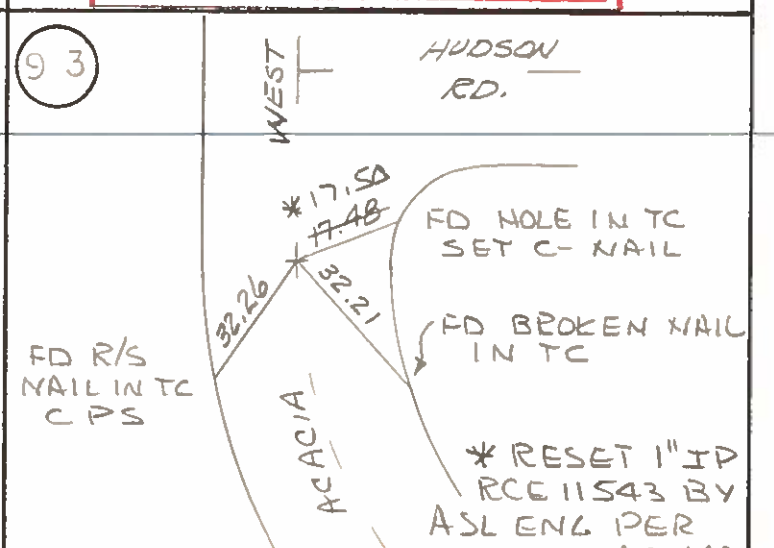 93
WEST
HUDSON
RD.
*17.50
17.48
32.26
32.21
FD HOLE IN TC
SET C-NAIL
FD BROKEN NAIL
IN TC
FD R/S
NAIL IN TC
CPS
ACACIA
* RESET 1" IP
RCE 11543 BY
ASL ENG PER